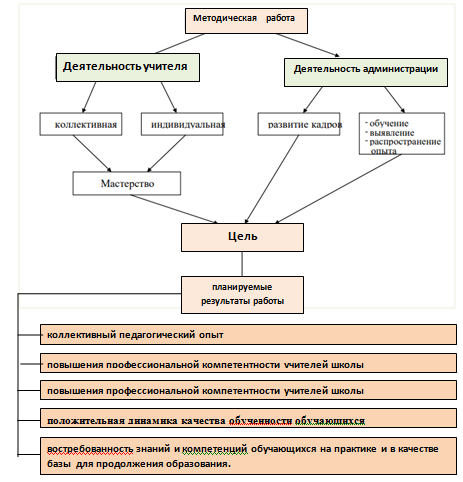 Методическая работа
Деятельность учителя
Деятельность администрации
коллективная
индивидуальная
развитие кадров
- обучение
- выявление
- распространение
опыта
Мастерство
Цель
планируемые
результаты работы
коллективный педагогический опыт
повышения профессиональной компетентности учителей школы
повышения профессиональной компетентности учителей школы
положительная динамика качества обученности обучающихся
востребованность знаний и компетенций обучающихся на практике и в качестве
базы для продолжения образования.